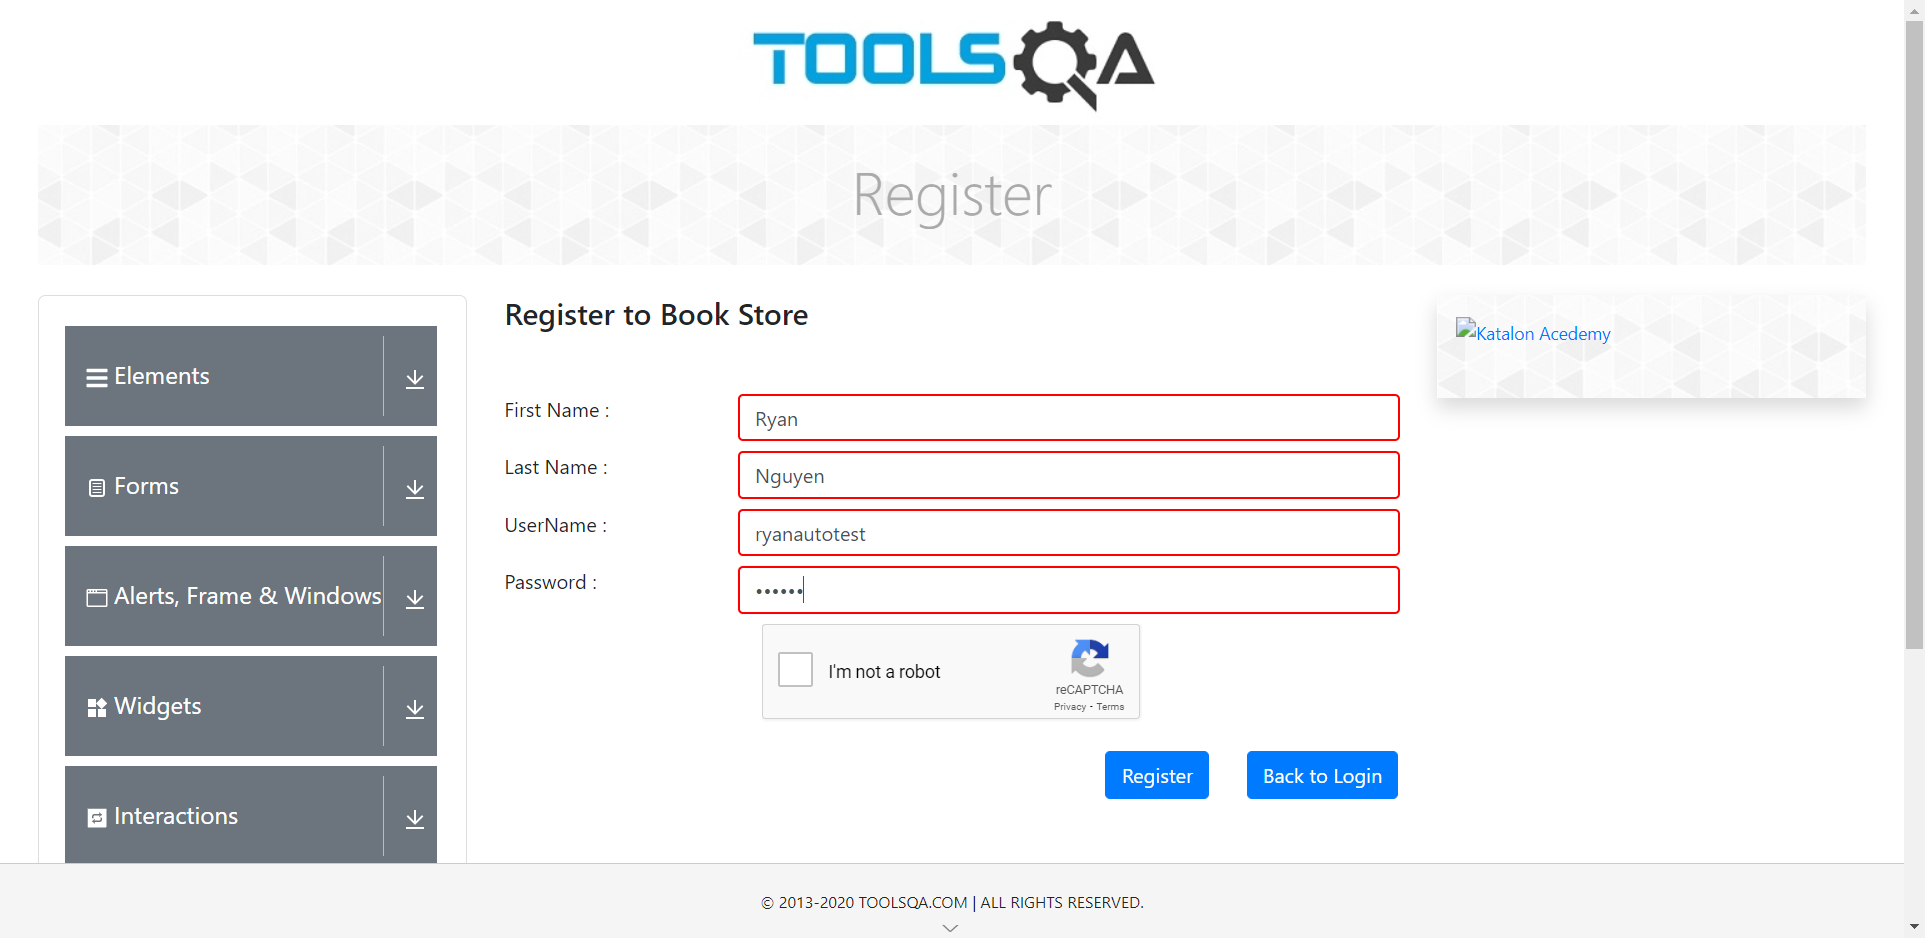 TOOLSQA
Register
Elements
Forms
Alerts, Frame & Windows
Widgets
Interactions
Register to Book Store
First Name :
Ryan
Last Name :
Nguyen
UserName :
ryanautotest
Password :
••••••
I'm not a robot
reCAPTCHA
Privacy - Terms
Register
Back to Login
Katalon Acedemy
© 2013-2020 TOOLSQA.COM | ALL RIGHTS RESERVED.